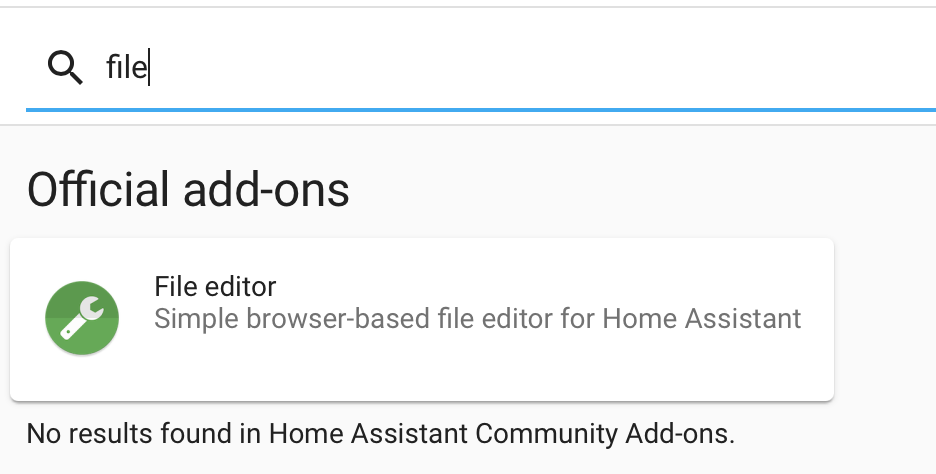 file
Official add-ons
File editor
Simple browser-based file editor for Home Assistant
No results found in Home Assistant Community Add-ons.